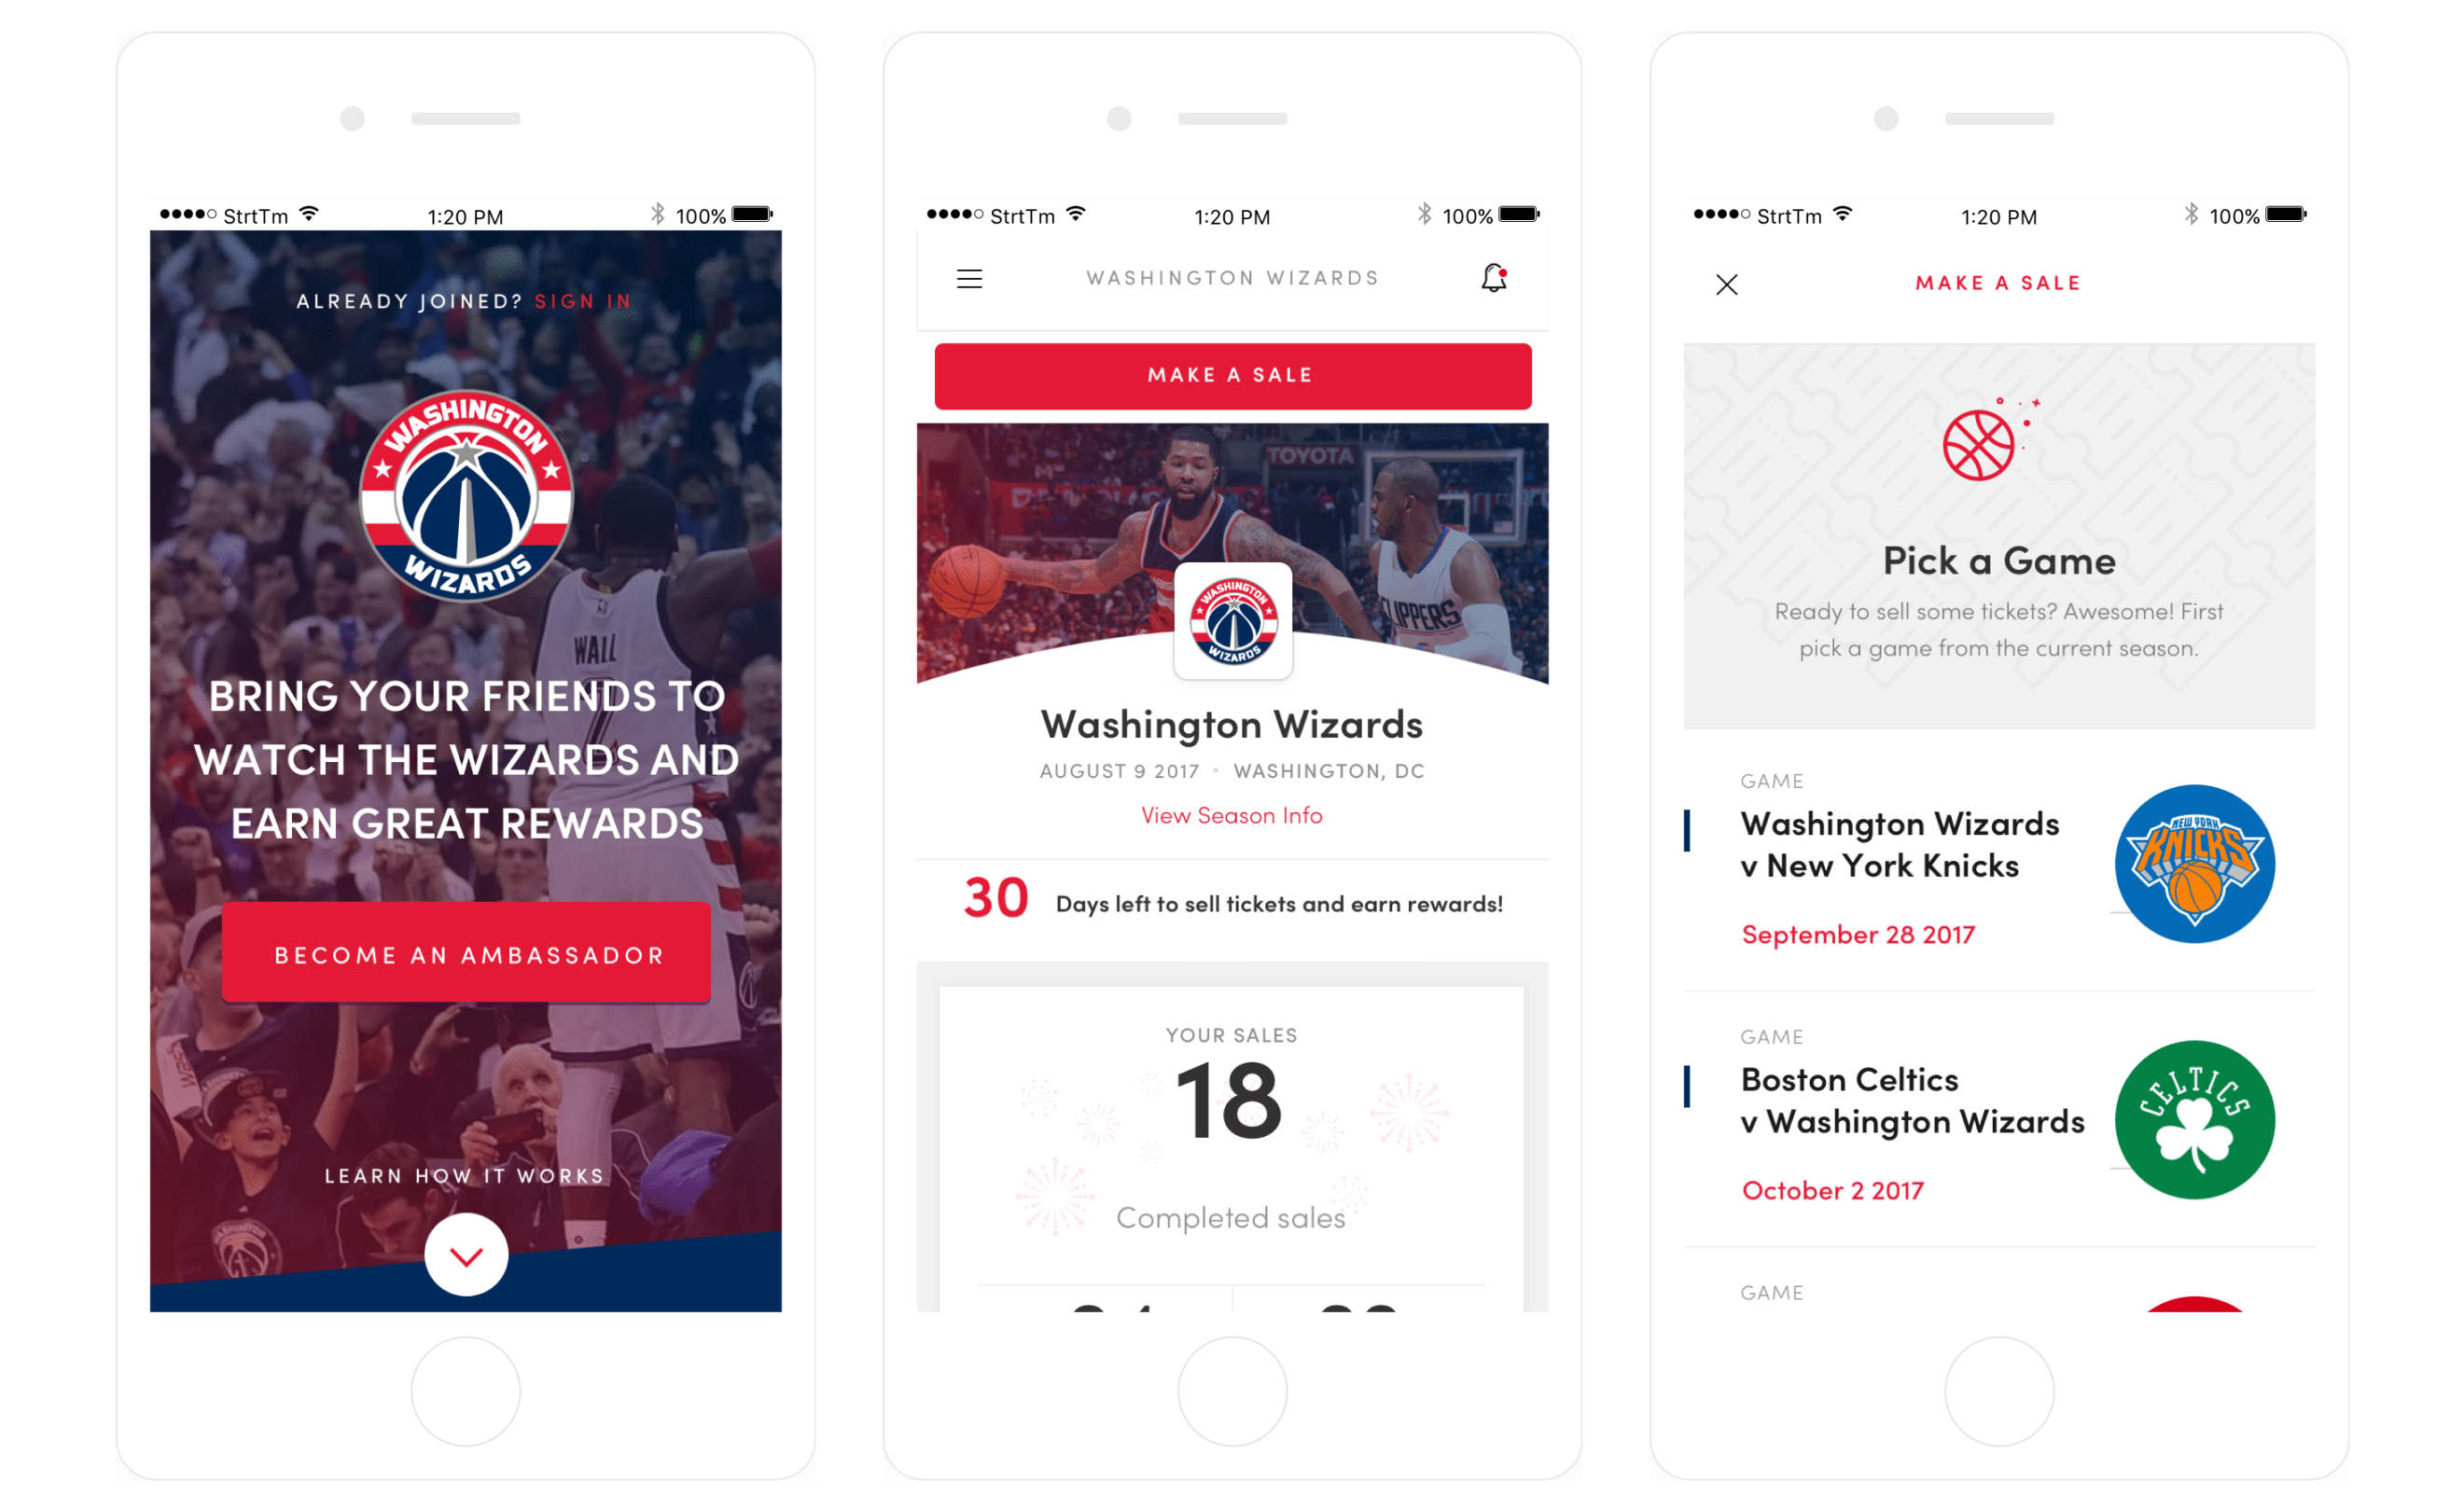 StrtTm 1:20 PM 100%
ALREADY JOINED? SIGN IN
WASHINGTON
WIZARDS
WALL
BRING YOUR FRIENDS TO
WATCH THE WIZARDS AND
EARN GREAT REWARDS
BECOME AN AMBASSADOR
LEARN HOW IT WORKS
WASHINGTON
StrtTm 1:20 PM 100%
WASHINGTON WIZARDS
MAKE A SALE
TOYOTA
CLIPPERS
WASHINGTON
WIZARDS
Washington Wizards
AUGUST 9 2017 • WASHINGTON, DC
View Season Info
30 Days left to sell tickets and earn rewards!
YOUR SALES
18
Completed sales
StrtTm 1:20 PM 100%
MAKE A SALE
Pick a Game
Ready to sell some tickets? Awesome! First
pick a game from the current season.
GAME
Washington Wizards
v New York Knicks
September 28 2017
NEW YORK
KNICKS
GAME
Boston Celtics
v Washington Wizards
October 2 2017
CELTICS
GAME